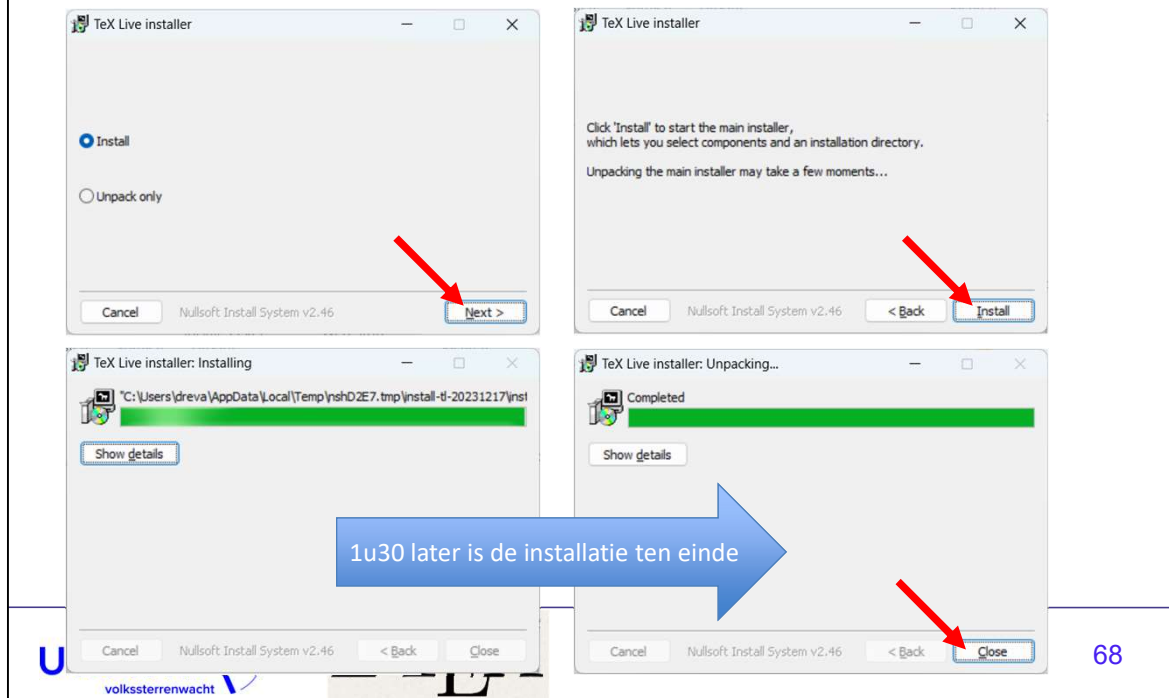 TeX Live installer
Install
Unpack only
Cancel
Nullsoft Install System v2.46
Next >
TeX Live installer
Click 'Install' to start the main installer,
which lets you select components and an installation directory.
Unpacking the main installer may take a few moments...
Cancel
Nullsoft Install System v2.46
< Back
Install
TeX Live installer: Installing
"C:\Users\dreva\AppData\Local\Temp\nshD2E7.tmp\install-tl-20231217\inst
Show details
Cancel
Nullsoft Install System v2.46
< Back
Close
TeX Live installer: Unpacking...
Completed
Show details
1u30 later is de installatie ten einde
Cancel
Nullsoft Install System v2.46
< Back
Close
volkssterrenwacht
68